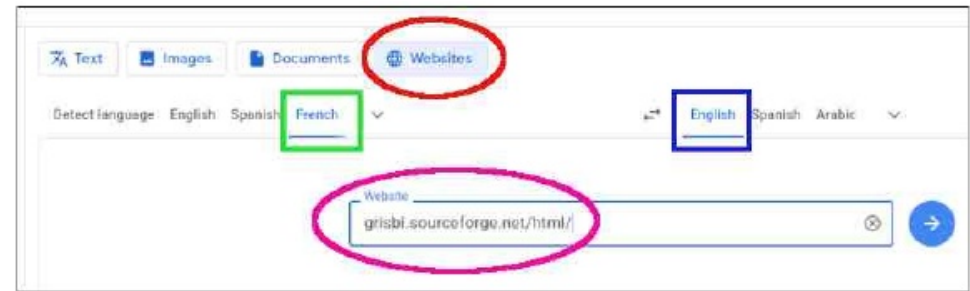 Text Images Documents Websites
Detect language English Spanish French English Spanish Arabic
Website
grisbi.sourceforge.net/html/